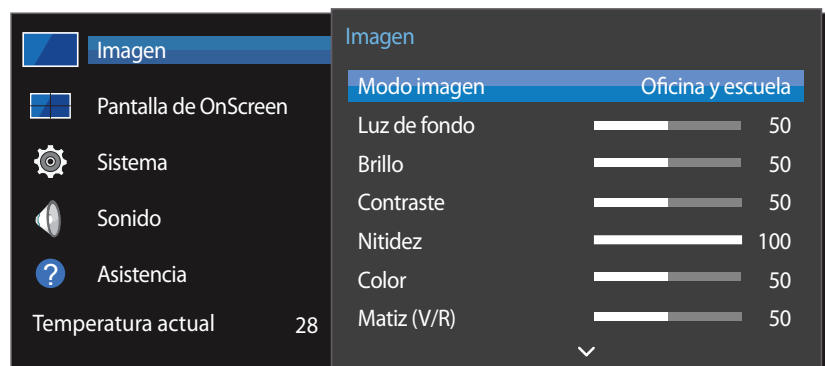 Imagen
Pantalla de OnScreen
Sistema
Sonido
?
Asistencia
Temperatura actual 28
Imagen
Modo imagen Oficina y escuela
Luz de fondo 50
Brillo 50
Contraste 50
Nitidez 100
Color 50
Matiz (V/R) 50